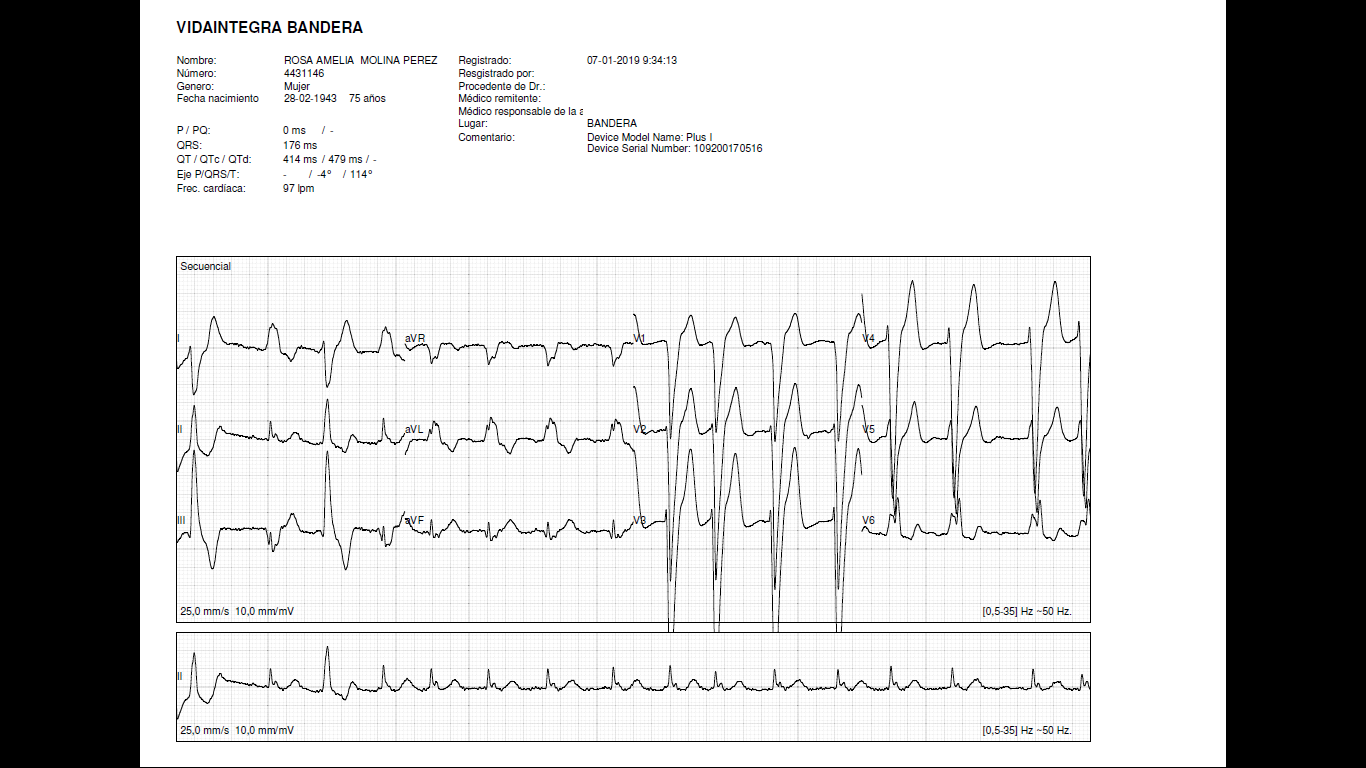 VIDAINTEGRA BANDERA
Nombre: ROSA AMELIA MOLINA PEREZ
Número: 4431146
Genero: Mujer
Fecha nacimiento 28-02-1943 75 años
P / PQ: 0 ms / -
QRS: 176 ms
QT / QTc / QTd: 414 ms / 479 ms / -
Eje P/QRS/T: - / -4° / 114°
Frec. cardíaca: 97 lpm
Registrado: 07-01-2019 9:34:13
Resgistrado por:
Procedente de Dr.:
Médico remitente:
Médico responsable de la a
Lugar: BANDERA
Comentario: Device Model Name: Plus I
Device Serial Number: 109200170516
Secuencial
I aVR V1 V4
II aVL V2 V5
III aVF V3 V6
25,0 mm/s 10,0 mm/mV [0,5-35] Hz ~50 Hz.
II
25,0 mm/s 10,0 mm/mV [0,5-35] Hz ~50 Hz.